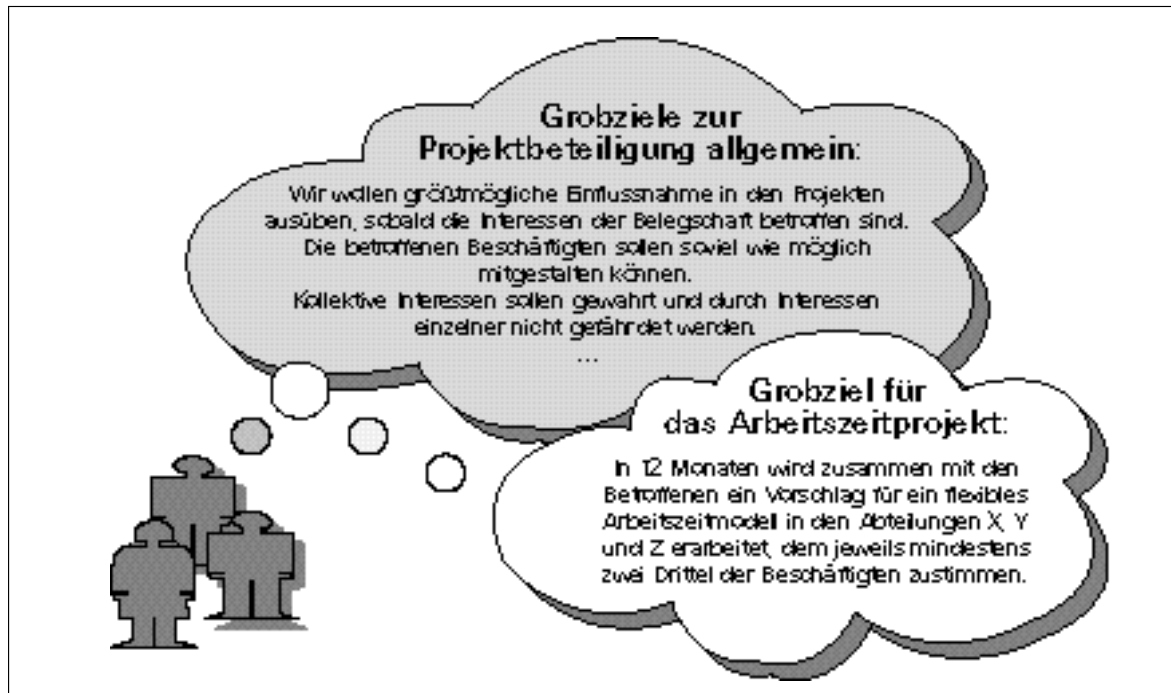 Grobziele zur
Projektbeteiligung allgemein:
Wir wollen größtmögliche Einflussnahme in den Projekten
ausüben, sobald die Interessen der Belegschaft betroffen sind.
Die betroffenen Beschäftigten sollen soviel wie möglich
mitgestalten können.
Kollektive Interessen sollen gewahrt und durch Interessen
einzelner nicht gefährdet werden.
...
Grobziel für
das Arbeitszeitprojekt:
In 12 Monaten wird zusammen mit den
Betroffenen ein Vorschlag für ein flexibles
Arbeitszeitmodell in den Abteilungen X, Y
und Z erarbeitet, dem jeweils mindestens
zwei Drittel der Beschäftigten zustimmen.